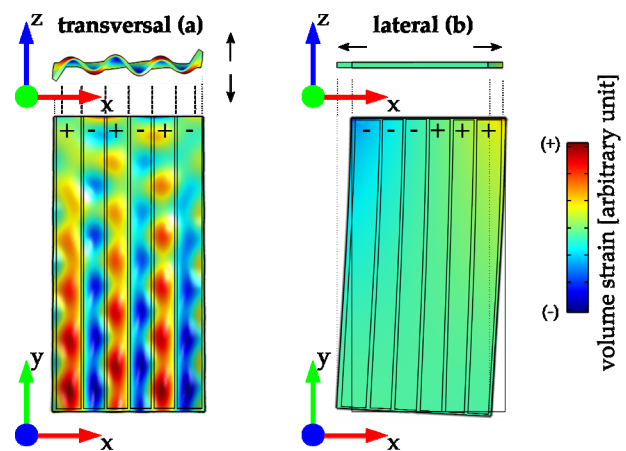 transversal (a)
lateral (b)
z
x
z
x
+ - + - + -
- - - + + +
(+)
(-)
volume strain [arbitrary unit]
y
x
y
x